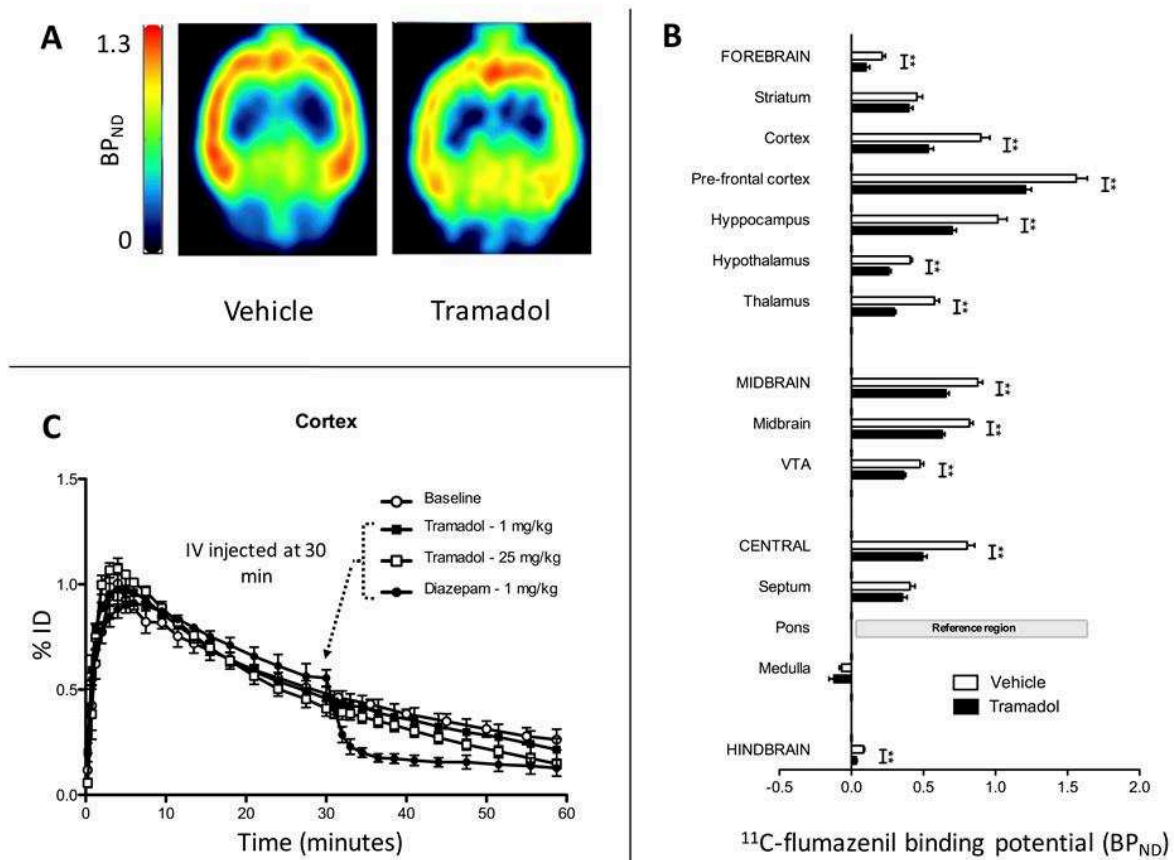 A
1.3
BP_ND
0
Vehicle
Tramadol
B
FOREBRAIN
**
Striatum
Cortex
**
Pre-frontal cortex
**
Hyppocampus
**
Hypothalamus
**
Thalamus
**
MIDBRAIN
**
Midbrain
**
VTA
**
CENTRAL
**
Septum
Pons
Reference region
Medulla
Vehicle
Tramadol
HINDBRAIN
**
-0.5 0.0 0.5 1.0 1.5 2.0
¹¹C-flumazenil binding potential (BP_ND)
C
Cortex
1.5
1.0
0.5
0.0
% ID
IV injected at 30
min
Baseline
Tramadol - 1 mg/kg
Tramadol - 25 mg/kg
Diazepam - 1 mg/kg
0 10 20 30 40 50 60
Time (minutes)